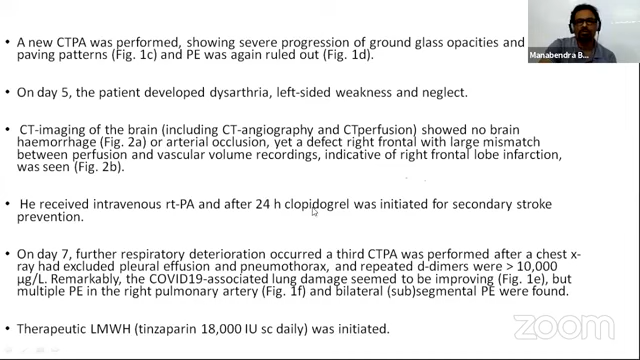 • A new CTPA was performed, showing severe progression of ground glass opacities and
paving patterns (Fig. 1c) and PE was again ruled out (Fig. 1d).
• On day 5, the patient developed dysarthria, left-sided weakness and neglect.
• CT-imaging of the brain (including CT-angiography and CTperfusion) showed no brain
haemorrhage (Fig. 2a) or arterial occlusion, yet a defect right frontal with large mismatch
between perfusion and vascular volume recordings, indicative of right frontal lobe infarction,
was seen (Fig. 2b).
• He received intravenous rt-PA and after 24 h clopidogrel was initiated for secondary stroke
prevention.
• On day 7, further respiratory deterioration occurred a third CTPA was performed after a chest x-
ray had excluded pleural effusion and pneumothorax, and repeated d-dimers were > 10,000
μg/L. Remarkably, the COVID19-associated lung damage seemed to be improving (Fig. 1e), but
multiple PE in the right pulmonary artery (Fig. 1f) and bilateral (sub)segmental PE were found.
• Therapeutic LMWH (tinzaparin 18,000 IU sc daily) was initiated.
Manabendra B...
zoom